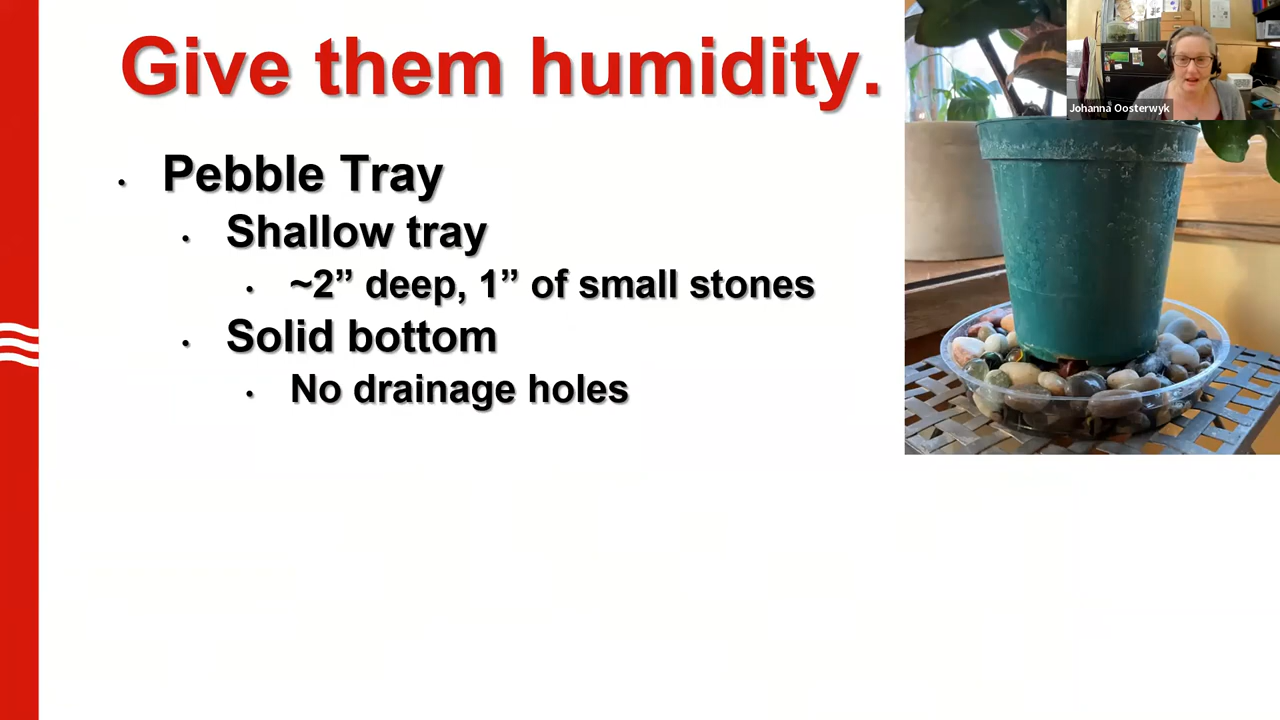 Give them humidity.
Johanna Oosterwyk
• Pebble Tray
• Shallow tray
• ~2” deep, 1” of small stones
• Solid bottom
• No drainage holes